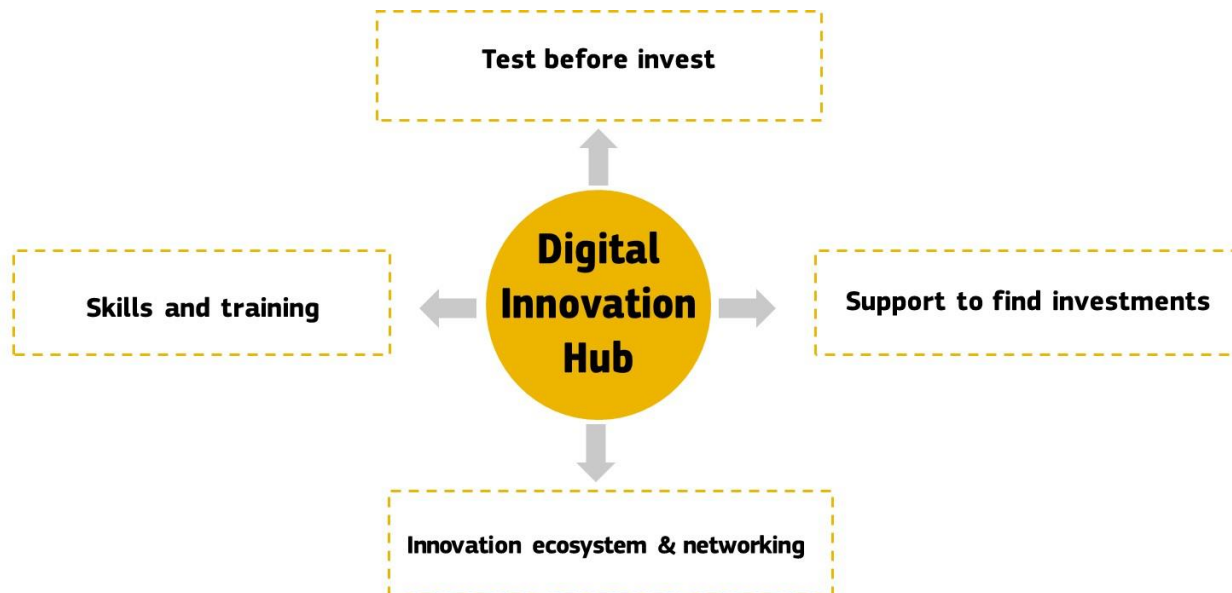 Test before invest
Digital
Innovation
Hub
Skills and training
Support to find investments
Innovation ecosystem & networking